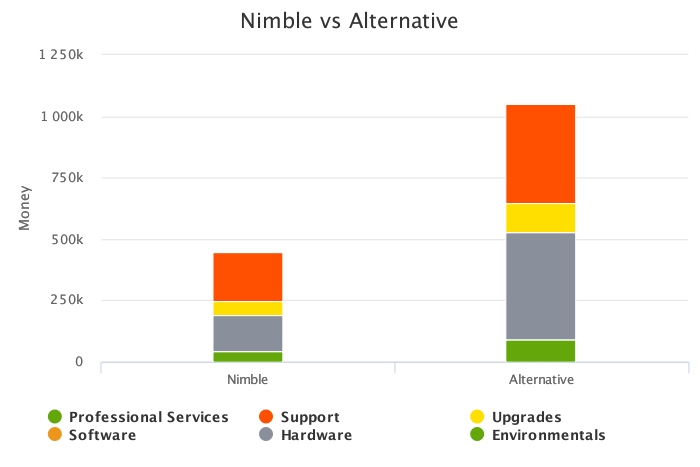 Nimble vs Alternative
1 250k
1 000k
750k
500k
250k
0
Money
Nimble Alternative
Professional Services Support Upgrades
Software Hardware Environmentals